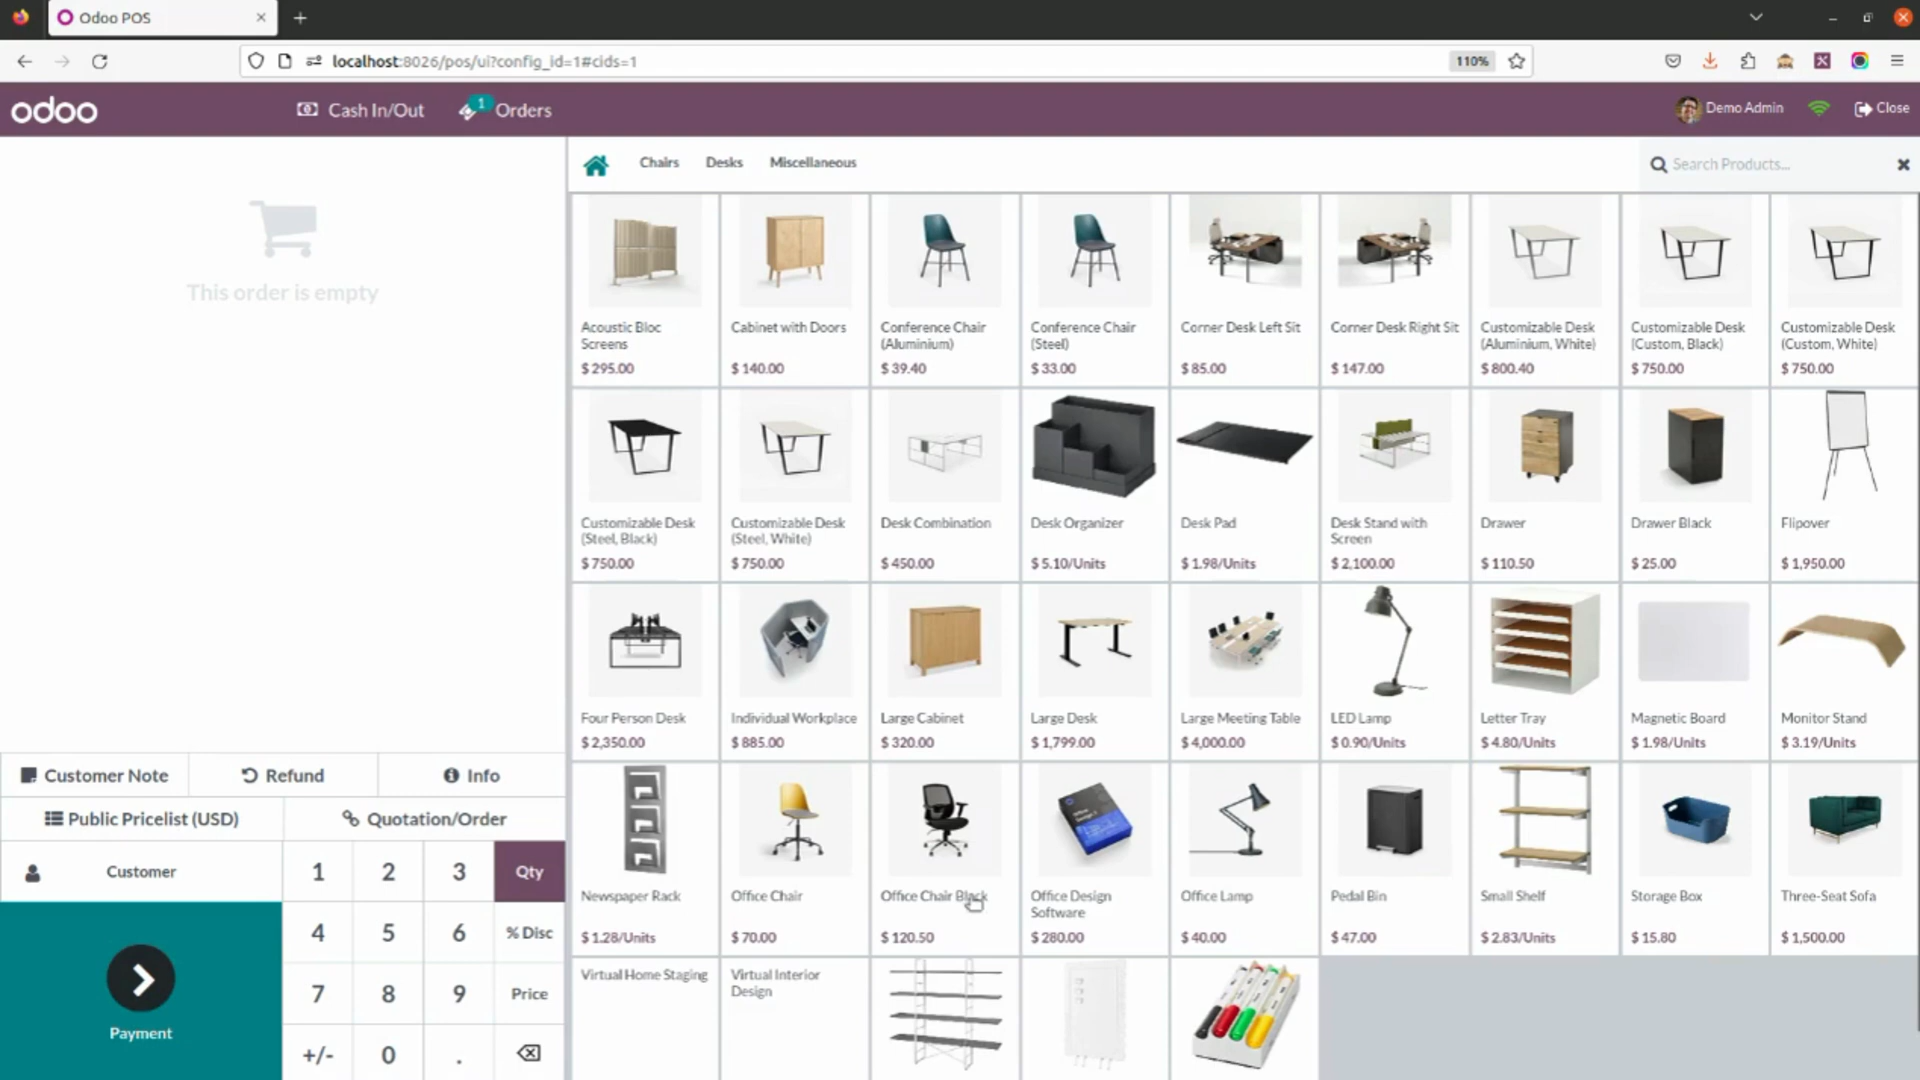 Odoo POS
localhost:8026/pos/ui?config_id=1#cids=1
110%
odoo
Cash In/Out
1
Orders
Demo Admin
Close
This order is empty
Chairs
Desks
Miscellaneous
Search Products...
Acoustic Bloc
Screens
$ 295.00
Cabinet with Doors
$ 140.00
Conference Chair
(Aluminium)
$ 39.40
Conference Chair
(Steel)
$ 33.00
Corner Desk Left Sit
$ 85.00
Corner Desk Right Sit
$ 147.00
Customizable Desk
(Aluminium, White)
$ 800.40
Customizable Desk
(Custom, Black)
$ 750.00
Customizable Desk
(Custom, White)
$ 750.00
Customizable Desk
(Steel, Black)
$ 750.00
Customizable Desk
(Steel, White)
$ 750.00
Desk Combination
$ 450.00
Desk Organizer
$ 5.10/Units
Desk Pad
$ 1.98/Units
Desk Stand with
Screen
$ 2,100.00
Drawer
$ 110.50
Drawer Black
$ 25.00
Flipover
$ 1,950.00
Four Person Desk
$ 2,350.00
Individual Workplace
$ 885.00
Large Cabinet
$ 320.00
Large Desk
$ 1,799.00
Large Meeting Table
$ 4,000.00
LED Lamp
$ 0.90/Units
Letter Tray
$ 4.80/Units
Magnetic Board
$ 1.98/Units
Monitor Stand
$ 3.19/Units
Newspaper Rack
$ 1.28/Units
Office Chair
$ 70.00
Office Chair Black
$ 120.50
Office Design
Software
$ 280.00
Office Lamp
$ 40.00
Pedal Bin
$ 47.00
Small Shelf
$ 2.83/Units
Storage Box
$ 15.80
Three-Seat Sofa
$ 1,500.00
Virtual Home Staging
Virtual Interior
Design
Customer Note
Refund
Info
Public Pricelist (USD)
Quotation/Order
Customer
1
2
3
Qty
4
5
6
% Disc
7
8
9
Price
+/-
0
.
Payment